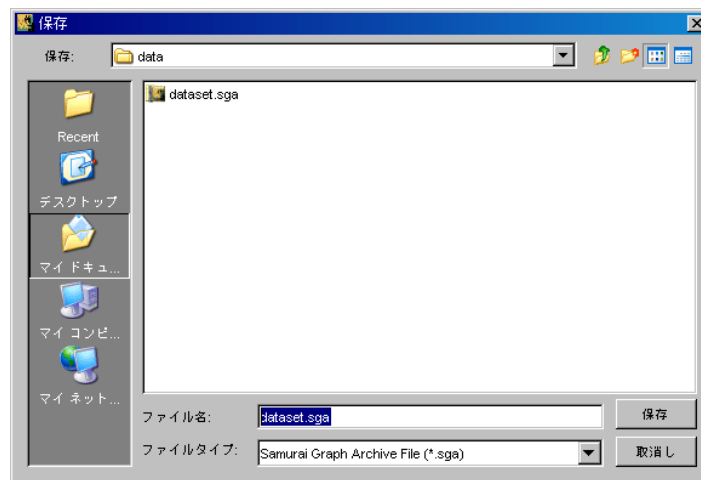 保存
保存: data
dataset.sga
Recent
デスクトップ
マイ ドキュ...
マイ コンピ...
マイ ネット...
ファイル名: dataset.sga 保存
ファイルタイプ: Samurai Graph Archive File (*.sga) 取消し